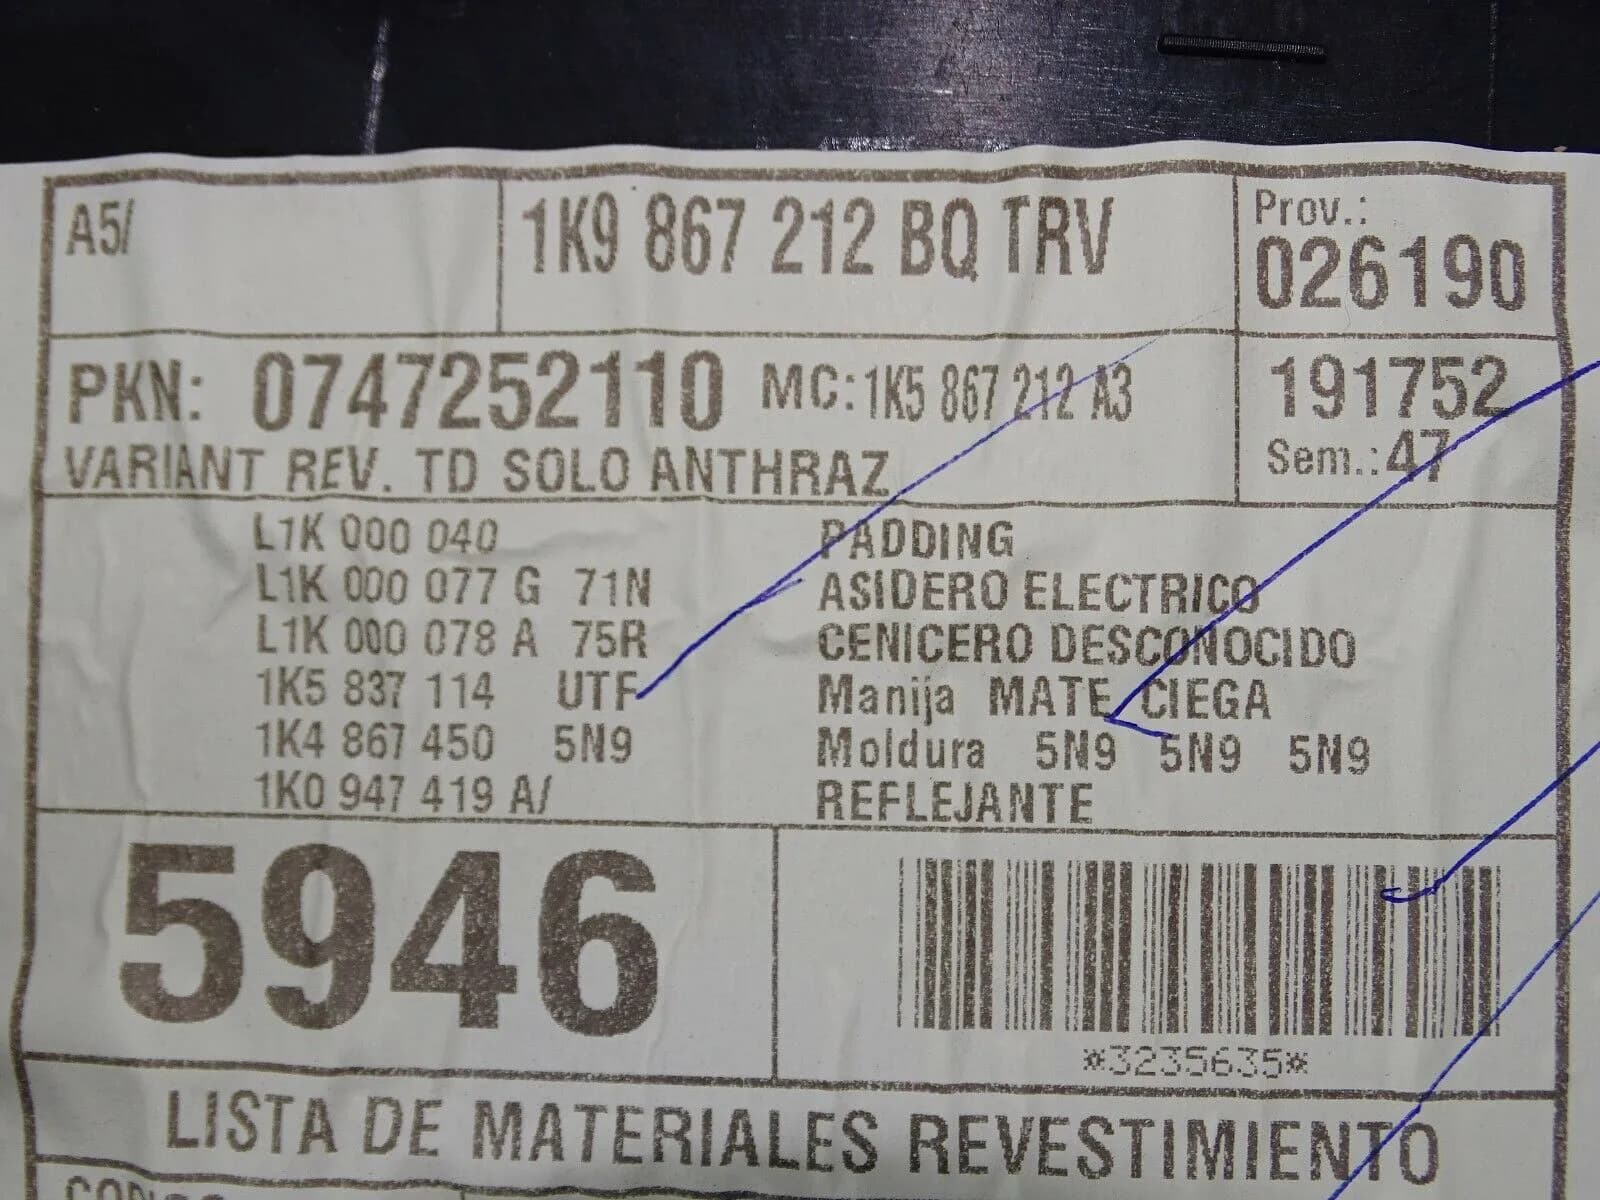 A5/ 1K9 867 212 BQ TRV Prov.:
026190
PKN: 0747252110 MC:1K5 867 212 A3 191752
VARIANT REV. TD SOLO ANTHRAZ Sem.:47
L1K 000 040 PADDING
L1K 000 077 G 71N ASIDERO ELECTRICO
L1K 000 078 A 75R CENICERO DESCONOCIDO
1K5 837 114 UTF Manija MATE CIEGA
1K4 867 450 5N9 Moldura 5N9 5N9 5N9
1K0 947 419 A/ REFLEJANTE
5946
*3235635*
LISTA DE MATERIALES REVESTIMIENTO